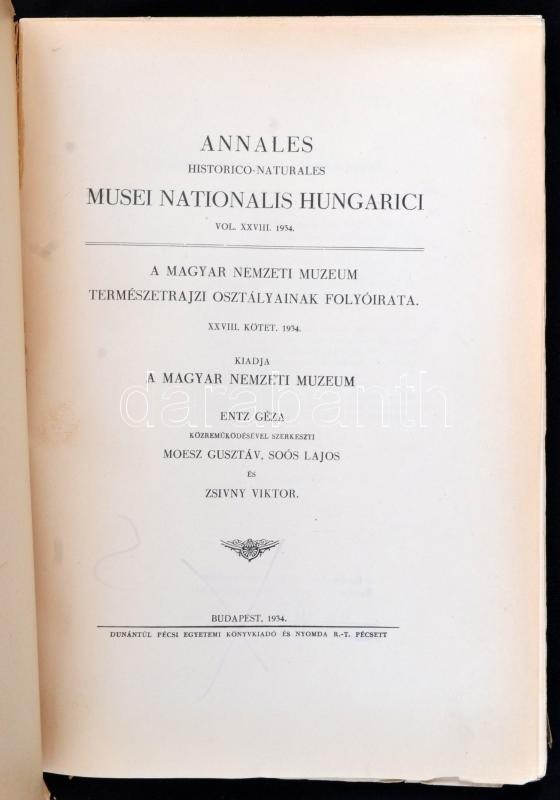 ANNALES
HISTORICO-NATURALES
MUSEI NATIONALIS HUNGARICI
VOL. XXVIII. 1934.
A MAGYAR NEMZETI MUZEUM
TERMÉSZETRAJZI OSZTÁLYAINAK FOLYÓIRATA.
XXVIII. KÖTET. 1934.
KIADJA
A MAGYAR NEMZETI MUZEUM
darabanth
ENTZ GÉZA
KÖZREMŰKÖDÉSÉVEL SZERKESZTI
MOESZ GUSZTÁV, SOÓS LAJOS
ÉS
ZSIVNY VIKTOR.
BUDAPEST, 1934.
DUNÁNTÚL PÉCSI EGYETEMI KÖNYVKIADÓ ÉS NYOMDA R.-T. PÉCSETT